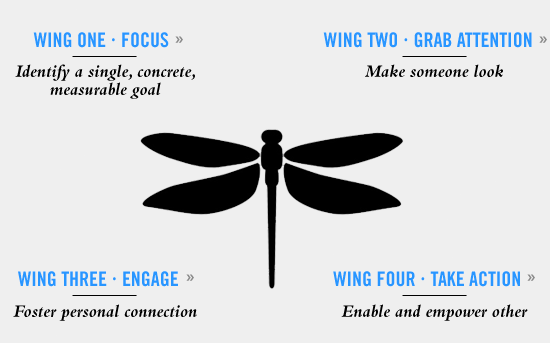 WING ONE · FOCUS »
WING TWO · GRAB ATTENTION »
Identify a single, concrete,
measurable goal
Make someone look
WING THREE · ENGAGE »
WING FOUR · TAKE ACTION »
Foster personal connection
Enable and empower other